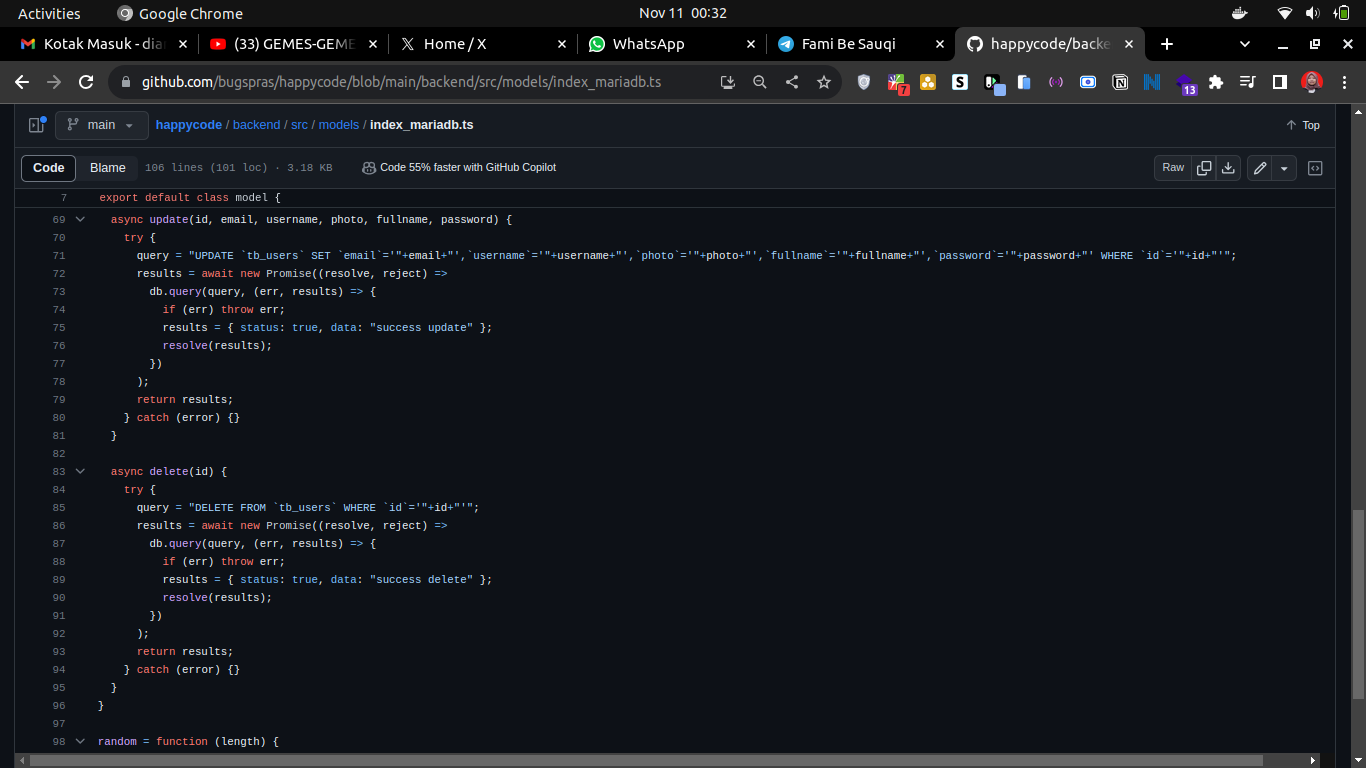 Activities
Google Chrome
Nov 11 00:32
Kotak Masuk - dia
(33) GEMES-GEME
Home / X
WhatsApp
Fami Be Sauqi
happycode/backe
github.com/bugspras/happycode/blob/main/backend/src/models/index_mariadb.ts
7
13
main
happycode / backend / src / models / index_mariadb.ts
Top
Code
Blame
106 lines (101 loc) · 3.18 KB
Code 55% faster with GitHub Copilot
Raw
7 export default class model {
69 async update(id, email, username, photo, fullname, password) {
70 try {
71 query = "UPDATE `tb_users` SET `email`='"+email+"',`username`='"+username+"',`photo`='"+photo+"',`fullname`='"+fullname+"',`password`='"+password+"' WHERE `id`='"+id+"'";
72 results = await new Promise((resolve, reject) =>
73 db.query(query, (err, results) => {
74 if (err) throw err;
75 results = { status: true, data: "success update" };
76 resolve(results);
77 })
78 );
79 return results;
80 } catch (error) {}
81 }
82
83 async delete(id) {
84 try {
85 query = "DELETE FROM `tb_users` WHERE `id`='"+id+"'";
86 results = await new Promise((resolve, reject) =>
87 db.query(query, (err, results) => {
88 if (err) throw err;
89 results = { status: true, data: "success delete" };
90 resolve(results);
91 })
92 );
93 return results;
94 } catch (error) {}
95 }
96 }
97
98 random = function (length) {